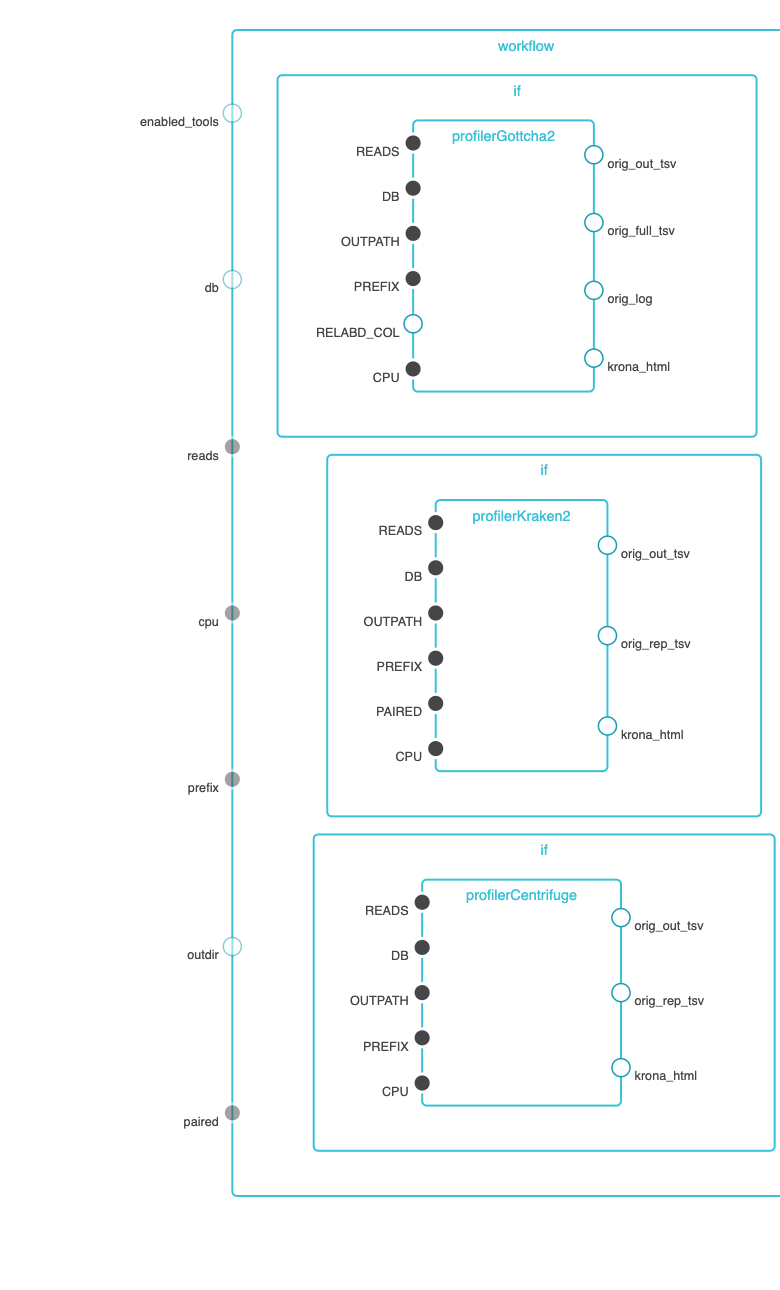 workflow
enabled_tools
db
reads
cpu
prefix
outdir
paired
if
profilerGottcha2
READS
DB
OUTPATH
PREFIX
RELABD_COL
CPU
orig_out_tsv
orig_full_tsv
orig_log
krona_html
if
profilerKraken2
READS
DB
OUTPATH
PREFIX
PAIRED
CPU
orig_out_tsv
orig_rep_tsv
krona_html
if
profilerCentrifuge
READS
DB
OUTPATH
PREFIX
CPU
orig_out_tsv
orig_rep_tsv
krona_html